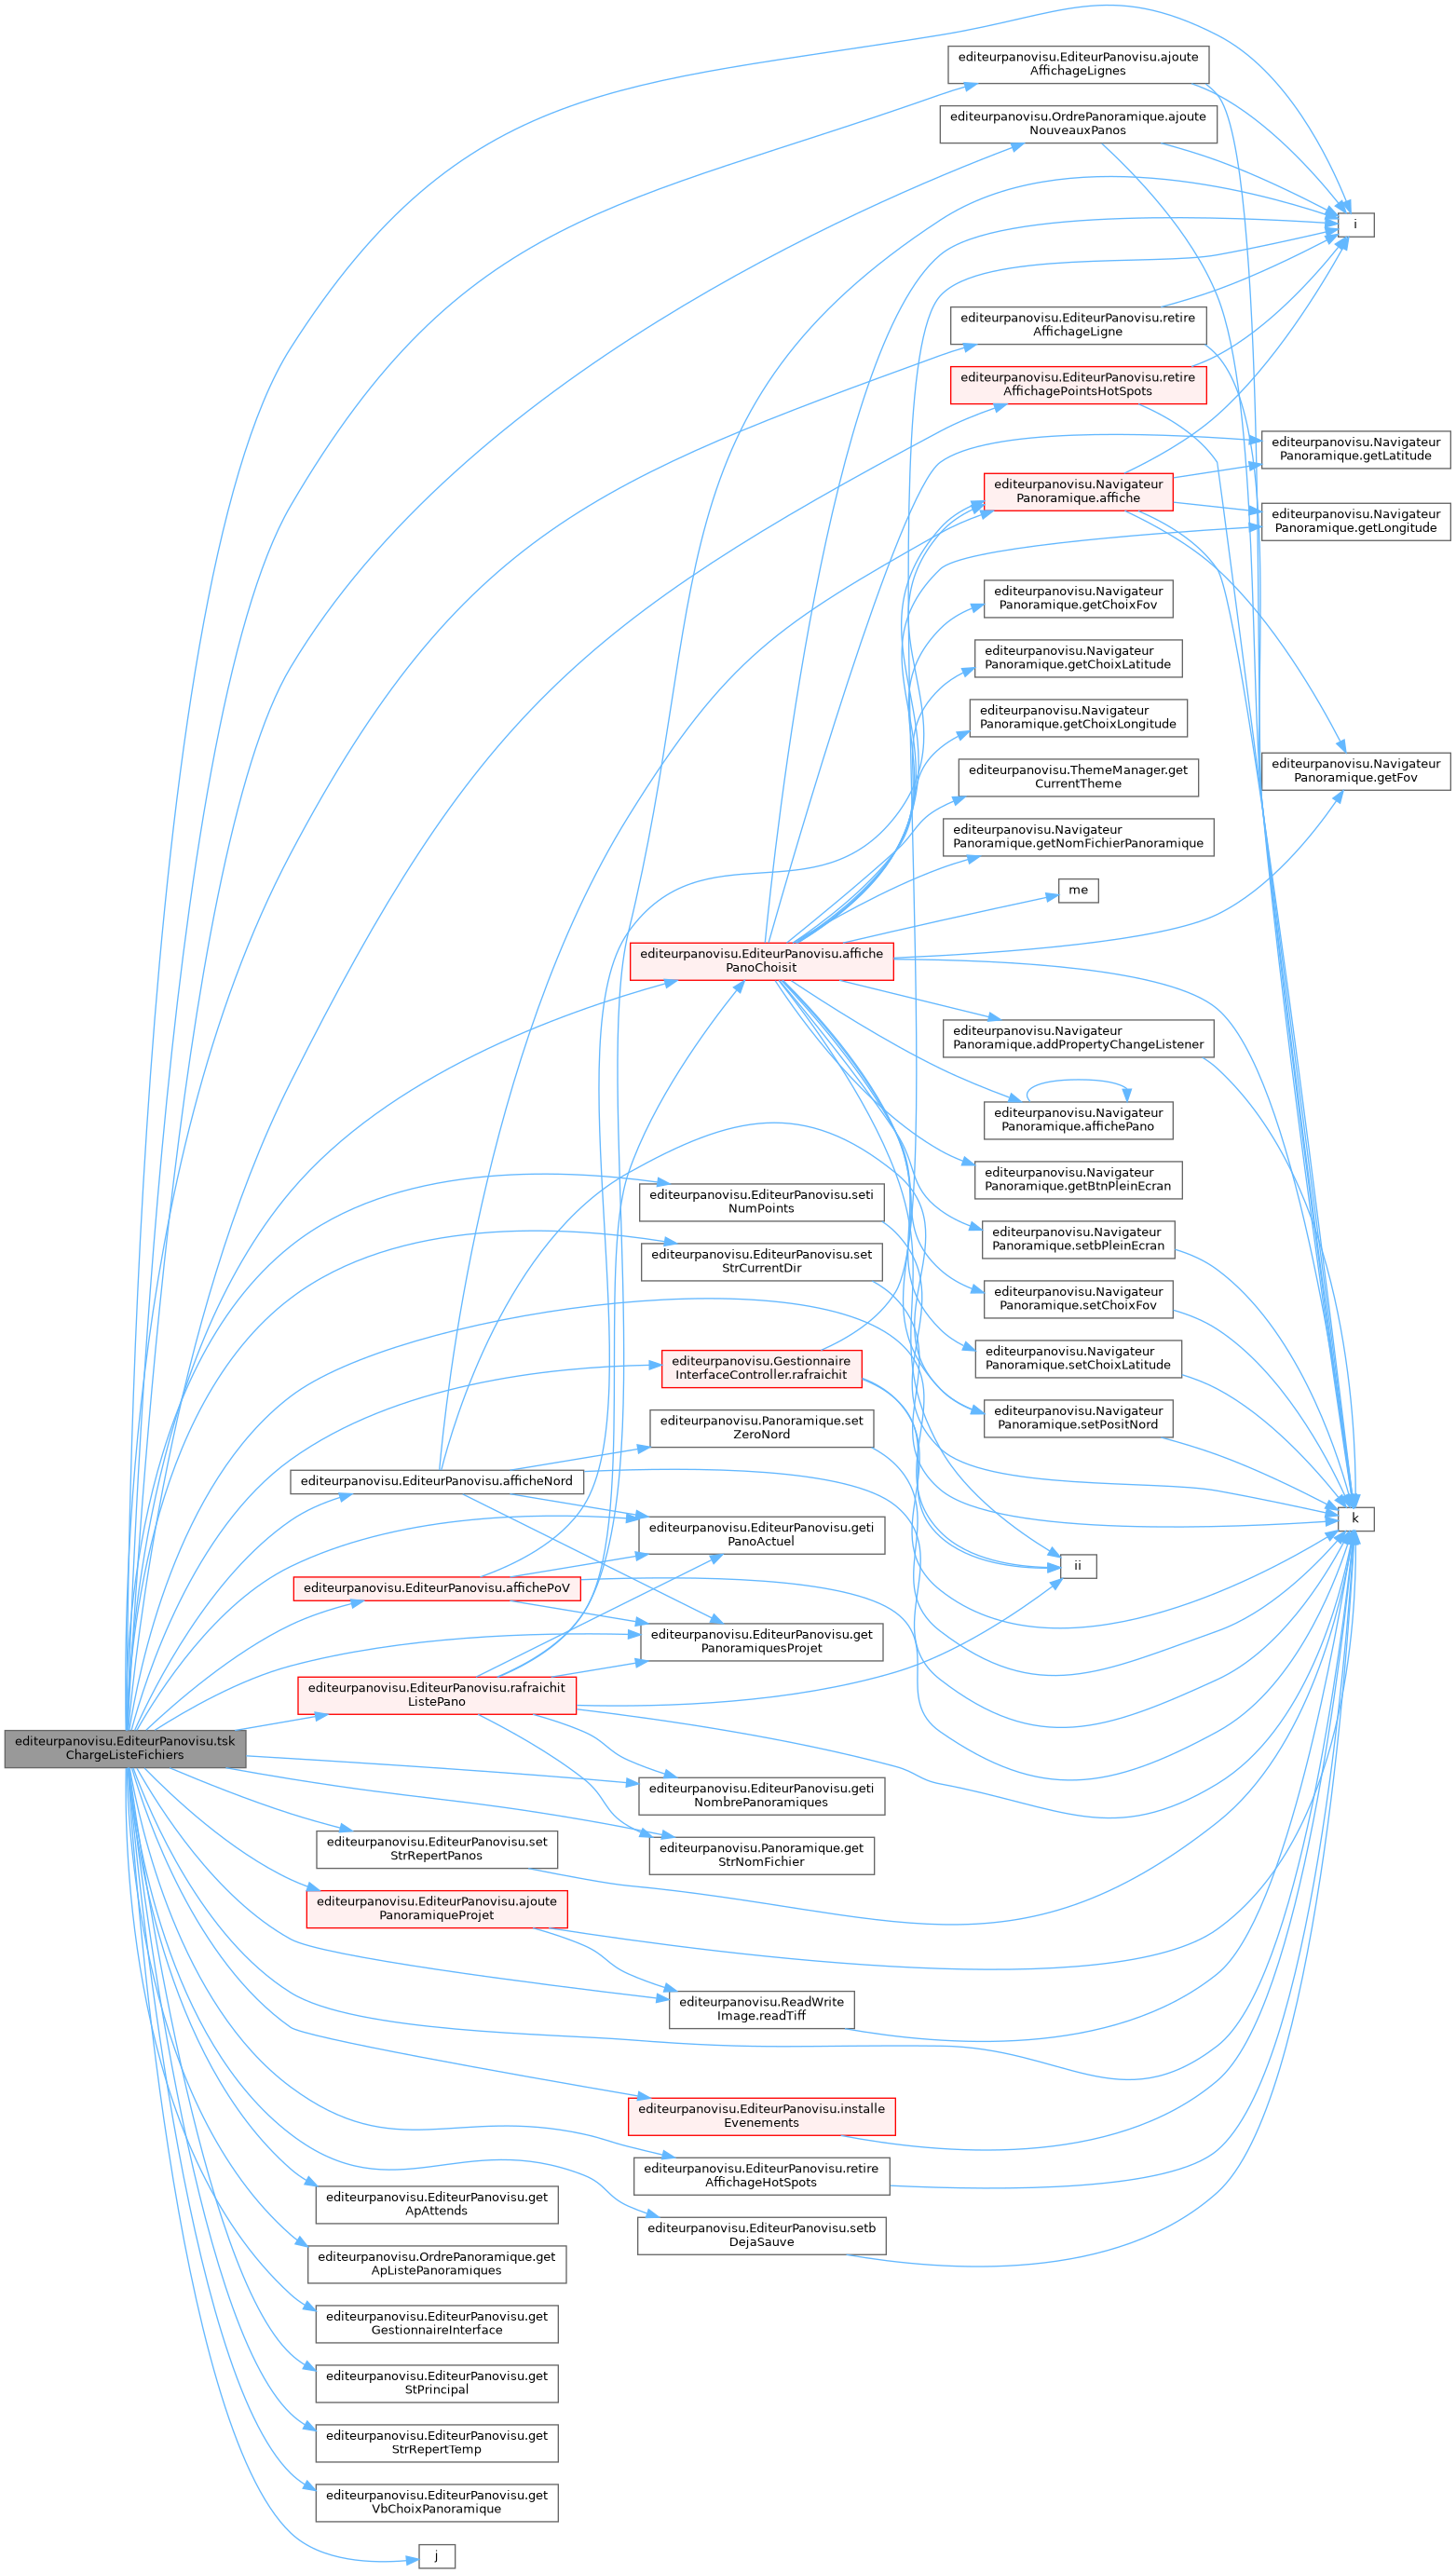 editeurpanovisu.EditeurPanovisu.ajoute
AffichageLignes
editeurpanovisu.OrdrePanoramique.ajoute
NouveauxPanos
i
editeurpanovisu.EditeurPanovisu.retire
AffichageLigne
editeurpanovisu.EditeurPanovisu.retire
AffichagePointsHotSpots
editeurpanovisu.Navigateur
Panoramique.getLatitude
editeurpanovisu.Navigateur
Panoramique.affiche
editeurpanovisu.Navigateur
Panoramique.getLongitude
editeurpanovisu.Navigateur
Panoramique.getChoixFov
editeurpanovisu.Navigateur
Panoramique.getChoixLatitude
editeurpanovisu.Navigateur
Panoramique.getChoixLongitude
editeurpanovisu.Navigateur
Panoramique.getFov
editeurpanovisu.ThemeManager.get
CurrentTheme
editeurpanovisu.Navigateur
Panoramique.getNomFichierPanoramique
me
editeurpanovisu.EditeurPanovisu.affiche
PanoChoisit
editeurpanovisu.Navigateur
Panoramique.addPropertyChangeListener
editeurpanovisu.Navigateur
Panoramique.affichePano
editeurpanovisu.Navigateur
Panoramique.getBtnPleinEcran
editeurpanovisu.EditeurPanovisu.seti
NumPoints
editeurpanovisu.Navigateur
Panoramique.setbPleinEcran
editeurpanovisu.EditeurPanovisu.set
StrCurrentDir
editeurpanovisu.Navigateur
Panoramique.setChoixFov
editeurpanovisu.Navigateur
Panoramique.setChoixLatitude
editeurpanovisu.Gestionnaire
InterfaceController.rafraichit
editeurpanovisu.Navigateur
Panoramique.setPositNord
editeurpanovisu.Panoramique.set
ZeroNord
editeurpanovisu.EditeurPanovisu.afficheNord
k
editeurpanovisu.EditeurPanovisu.geti
PanoActuel
ii
editeurpanovisu.EditeurPanovisu.affichePoV
editeurpanovisu.EditeurPanovisu.get
PanoramiquesProjet
editeurpanovisu.EditeurPanovisu.rafraichit
ListePano
editeurpanovisu.EditeurPanovisu.tsk
ChargeListeFichiers
editeurpanovisu.EditeurPanovisu.geti
NombrePanoramiques
editeurpanovisu.EditeurPanovisu.set
StrRepertPanos
editeurpanovisu.Panoramique.get
StrNomFichier
editeurpanovisu.EditeurPanovisu.ajoute
PanoramiqueProjet
editeurpanovisu.ReadWrite
Image.readTiff
editeurpanovisu.EditeurPanovisu.installe
Evenements
editeurpanovisu.EditeurPanovisu.retire
AffichageHotSpots
editeurpanovisu.EditeurPanovisu.get
ApAttends
editeurpanovisu.EditeurPanovisu.setb
DejaSauve
editeurpanovisu.OrdrePanoramique.get
ApListePanoramiques
editeurpanovisu.EditeurPanovisu.get
GestionnaireInterface
editeurpanovisu.EditeurPanovisu.get
StPrincipal
editeurpanovisu.EditeurPanovisu.get
StrRepertTemp
editeurpanovisu.EditeurPanovisu.get
VbChoixPanoramique
j